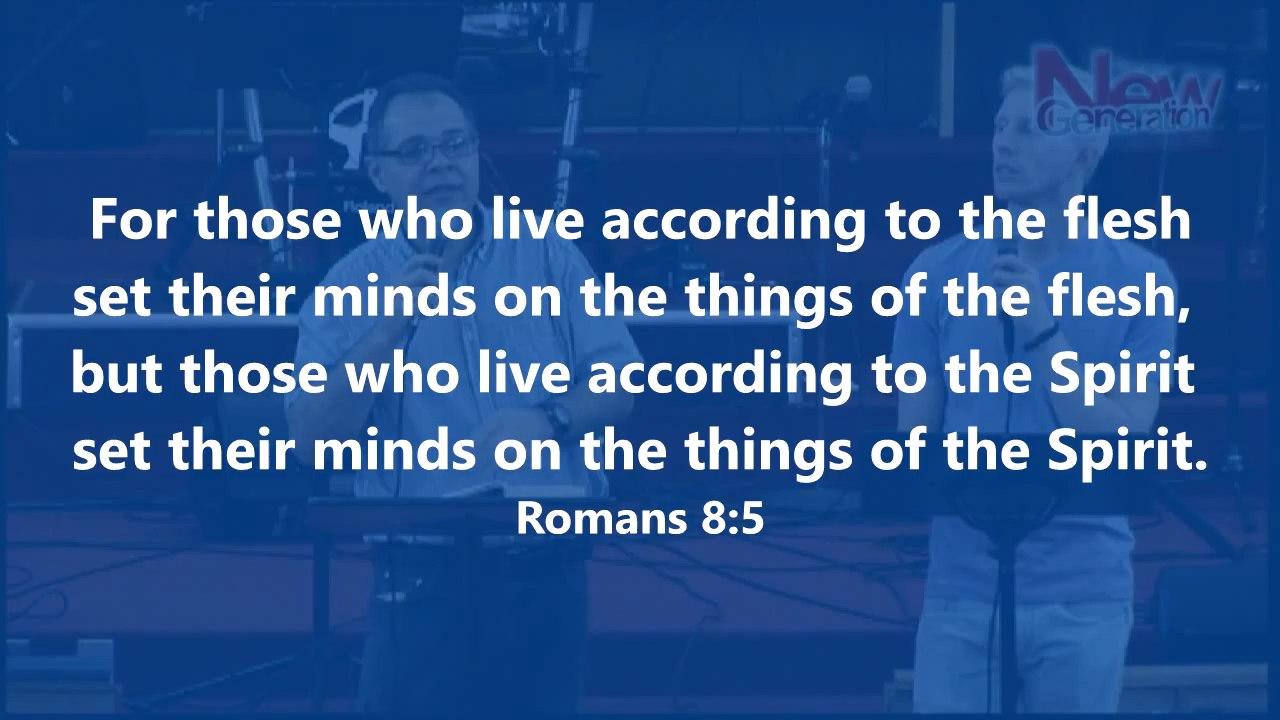 New
Generation
For those who live according to the flesh
set their minds on the things of the flesh,
but those who live according to the Spirit
set their minds on the things of the Spirit.
Romans 8:5